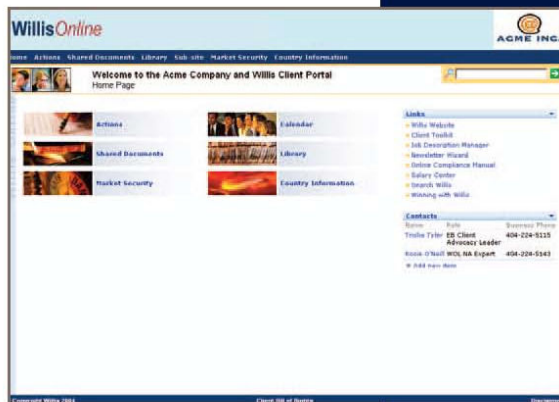 WillisOnline
ACME INC.
Home Actions Shared Documents Library Sub-site Market Security Country Information
Welcome to the Acme Company and Willis Client Portal
Home Page
Actions
Calendar
Shared Documents
Library
Market Security
Country Information
Links
Willis Website
Client Toolkit
Job Description Manager
Newsletter Wizard
Online Compliance Manual
Salary Center
Search Willis
Winning with Willis
Contacts
Name Role Business Phone
Trisha Tyler EB Client Advocacy Leader 404-224-5115
Rosie O'Neill WOL NA Expert 404-224-5143
Add new item
Copyright Willis 2004 Client Bill of Rights